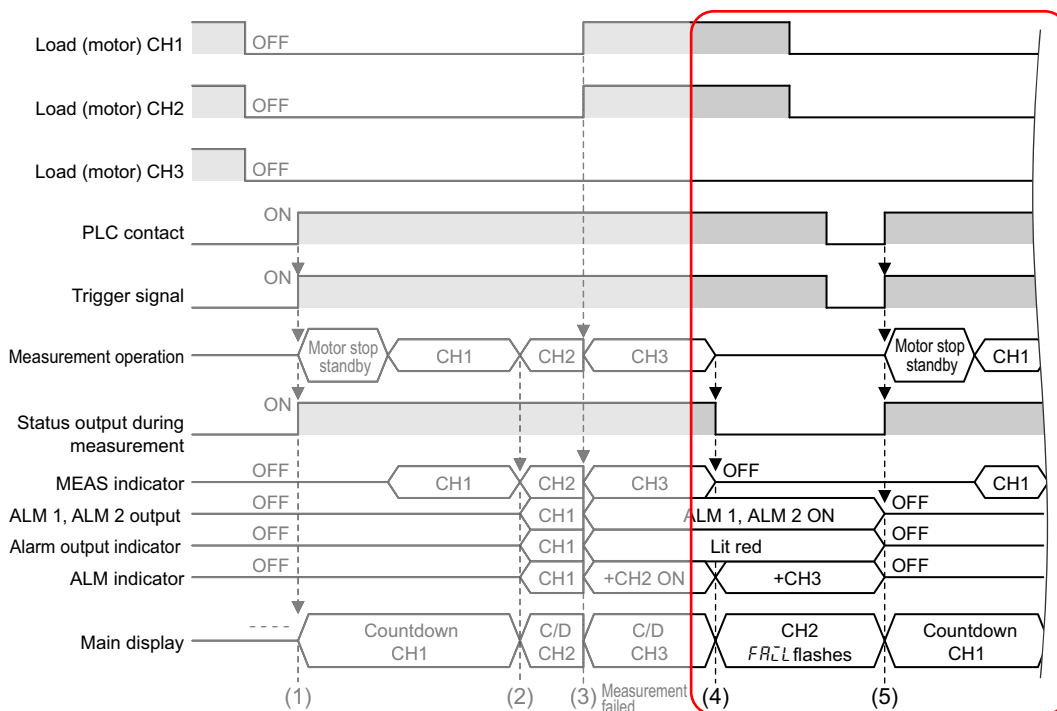 Load (motor) CH1
OFF
Load (motor) CH2
OFF
Load (motor) CH3
OFF
PLC contact
ON
Trigger signal
ON
Measurement operation
Motor stop
standby
CH1
CH2
CH3
Motor stop
standby
CH1
Status output during
measurement
ON
MEAS indicator
OFF
CH1
CH2
CH3
OFF
CH1
ALM 1, ALM 2 output
OFF
CH1
ALM 1, ALM 2 ON
OFF
Alarm output indicator
OFF
CH1
Lit red
OFF
ALM indicator
OFF
CH1
+CH2 ON
+CH3
OFF
Main display
----
Countdown
CH1
C/D
CH2
C/D
CH3
CH2
FAIL flashes
Countdown
CH1
(1)
(2)
(3)
Measurement
failed
(4)
(5)